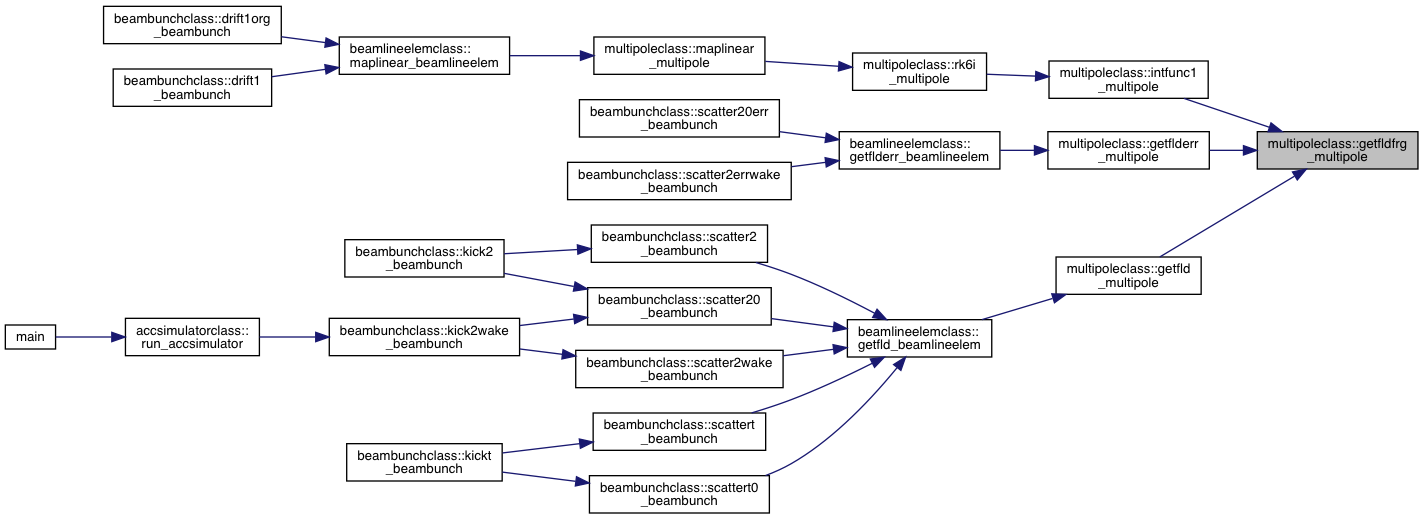 beambunchclass::drift1org
_beambunch
beambunchclass::drift1
_beambunch
beamlineelemclass::
maplinear_beamlineelem
multipoleclass::maplinear
_multipole
multipoleclass::rk6i
_multipole
multipoleclass::intfunc1
_multipole
beambunchclass::scatter20err
_beambunch
beambunchclass::scatter2errwake
_beambunch
beamlineelemclass::
getflderr_beamlineelem
multipoleclass::getflderr
_multipole
multipoleclass::getfldfrg
_multipole
beambunchclass::kick2
_beambunch
beambunchclass::scatter2
_beambunch
beambunchclass::scatter20
_beambunch
multipoleclass::getfld
_multipole
main
accsimulatorclass::
run_accsimulator
beambunchclass::kick2wake
_beambunch
beambunchclass::scatter2wake
_beambunch
beamlineelemclass::
getfld_beamlineelem
beambunchclass::kickt
_beambunch
beambunchclass::scattert
_beambunch
beambunchclass::scattert0
_beambunch